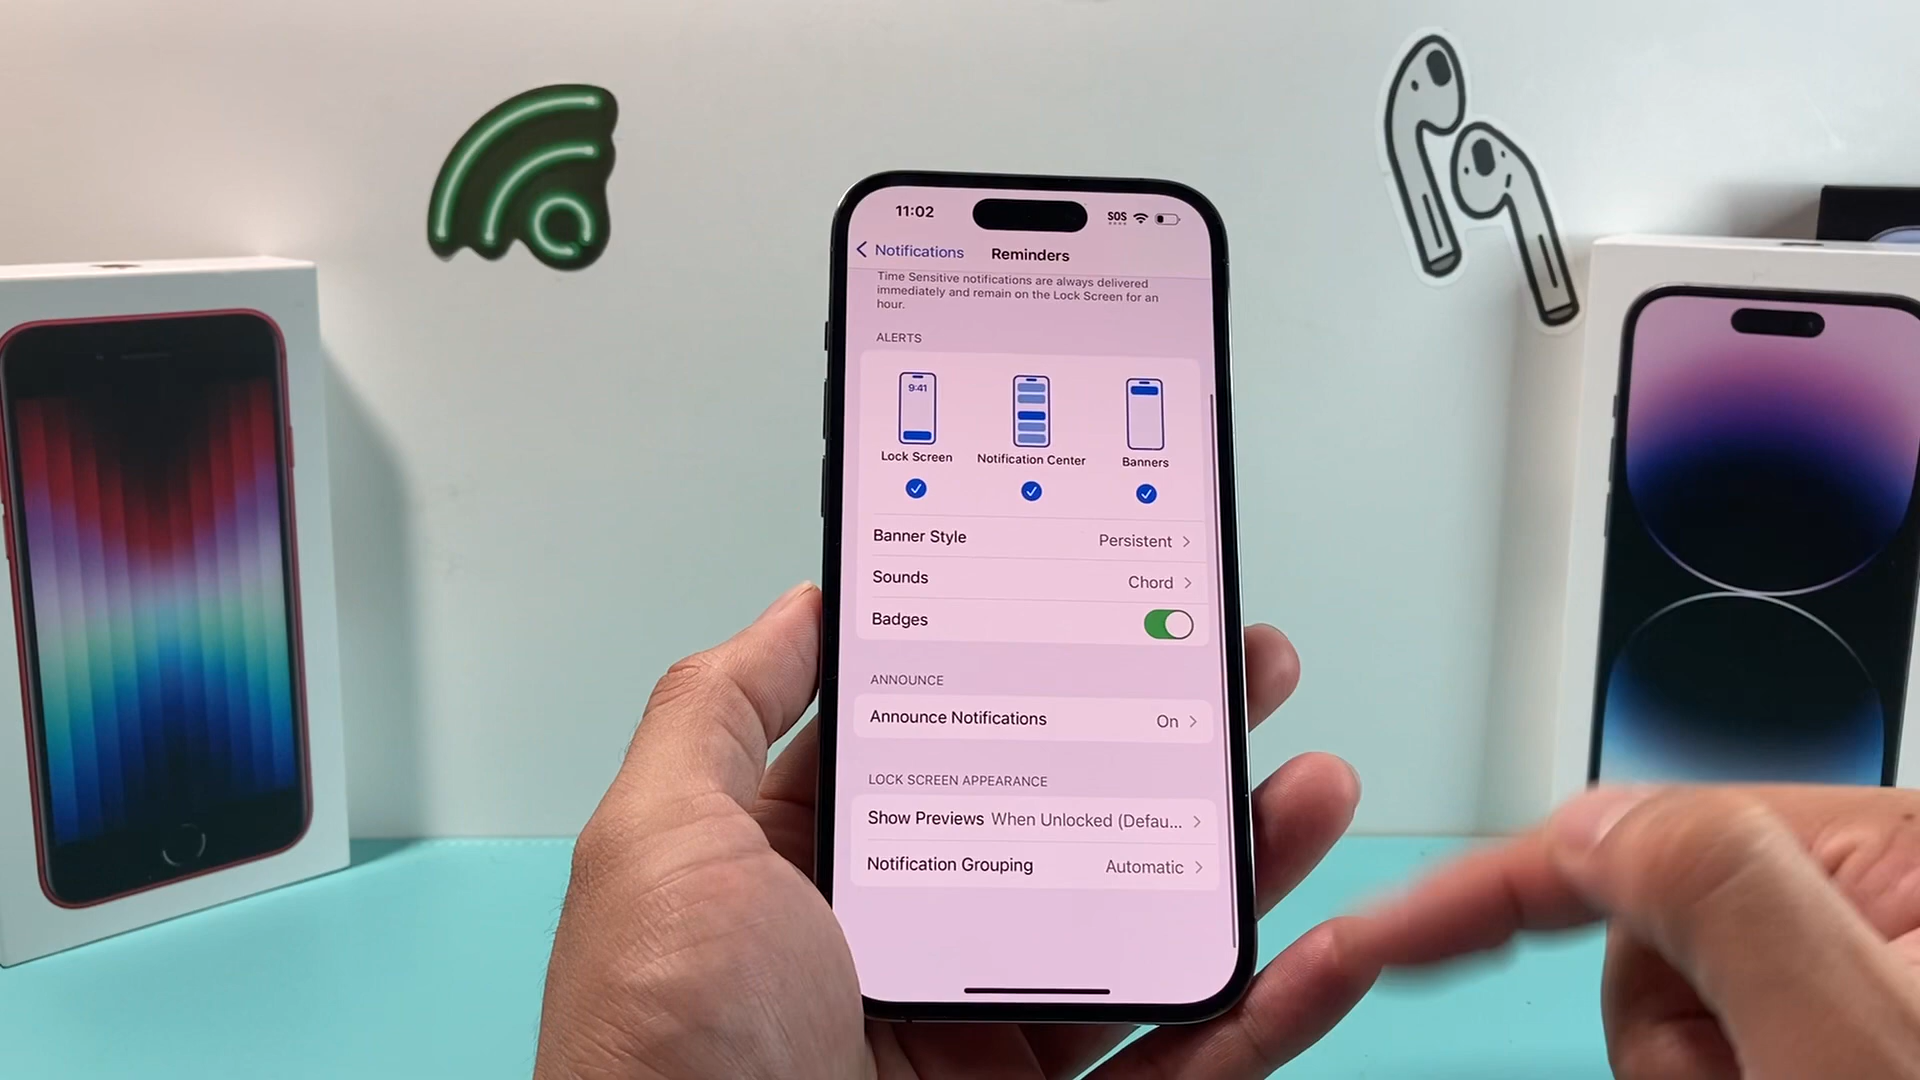 11:02
SOS
Notifications
Reminders
Time Sensitive notifications are always delivered
immediately and remain on the Lock Screen for an
hour.
ALERTS
9:41
Lock Screen
Notification Center
Banners
Banner Style
Persistent
Sounds
Chord
Badges
ANNOUNCE
Announce Notifications
On
LOCK SCREEN APPEARANCE
Show Previews
When Unlocked (Defau...
Notification Grouping
Automatic